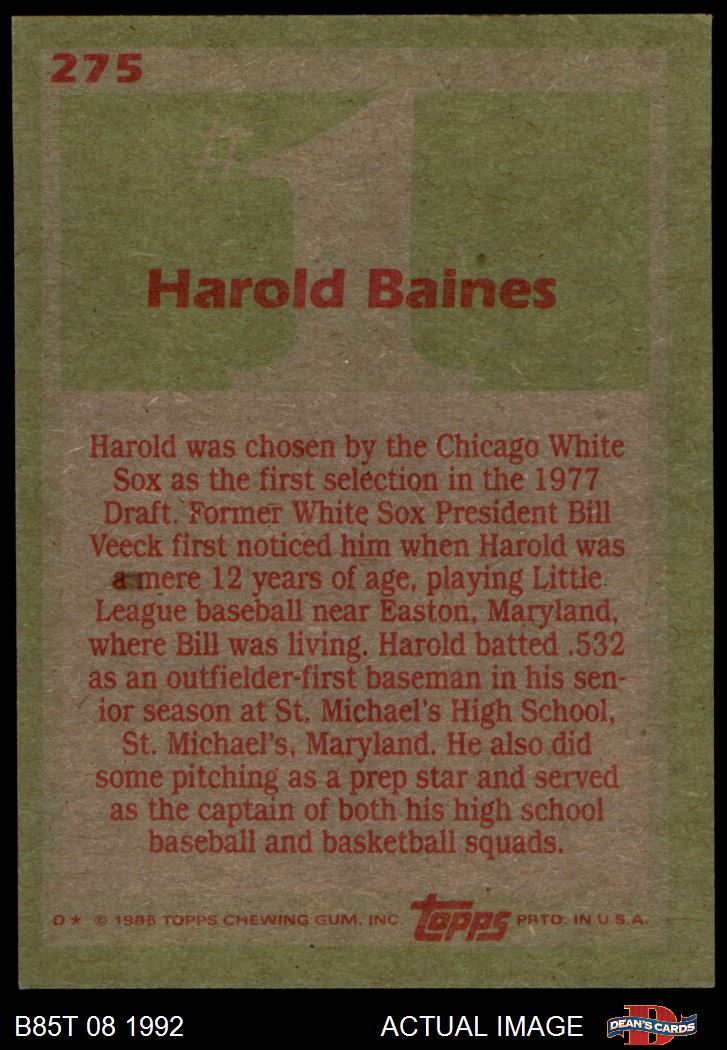 275
#1
Harold Baines
Harold was chosen by the Chicago White
Sox as the first selection in the 1977
Draft. Former White Sox President Bill
Veeck first noticed him when Harold was
a mere 12 years of age, playing Little
League baseball near Easton, Maryland,
where Bill was living. Harold batted .532
as an outfielder-first baseman in his sen-
ior season at St. Michael's High School,
St. Michael's, Maryland. He also did
some pitching as a prep star and served
as the captain of both his high school
baseball and basketball squads.
D* © 1985 TOPPS CHEWING GUM, INC. topps PRTD. IN U.S.A.
B85T 08 1992 ACTUAL IMAGE D DEAN'S CARDS